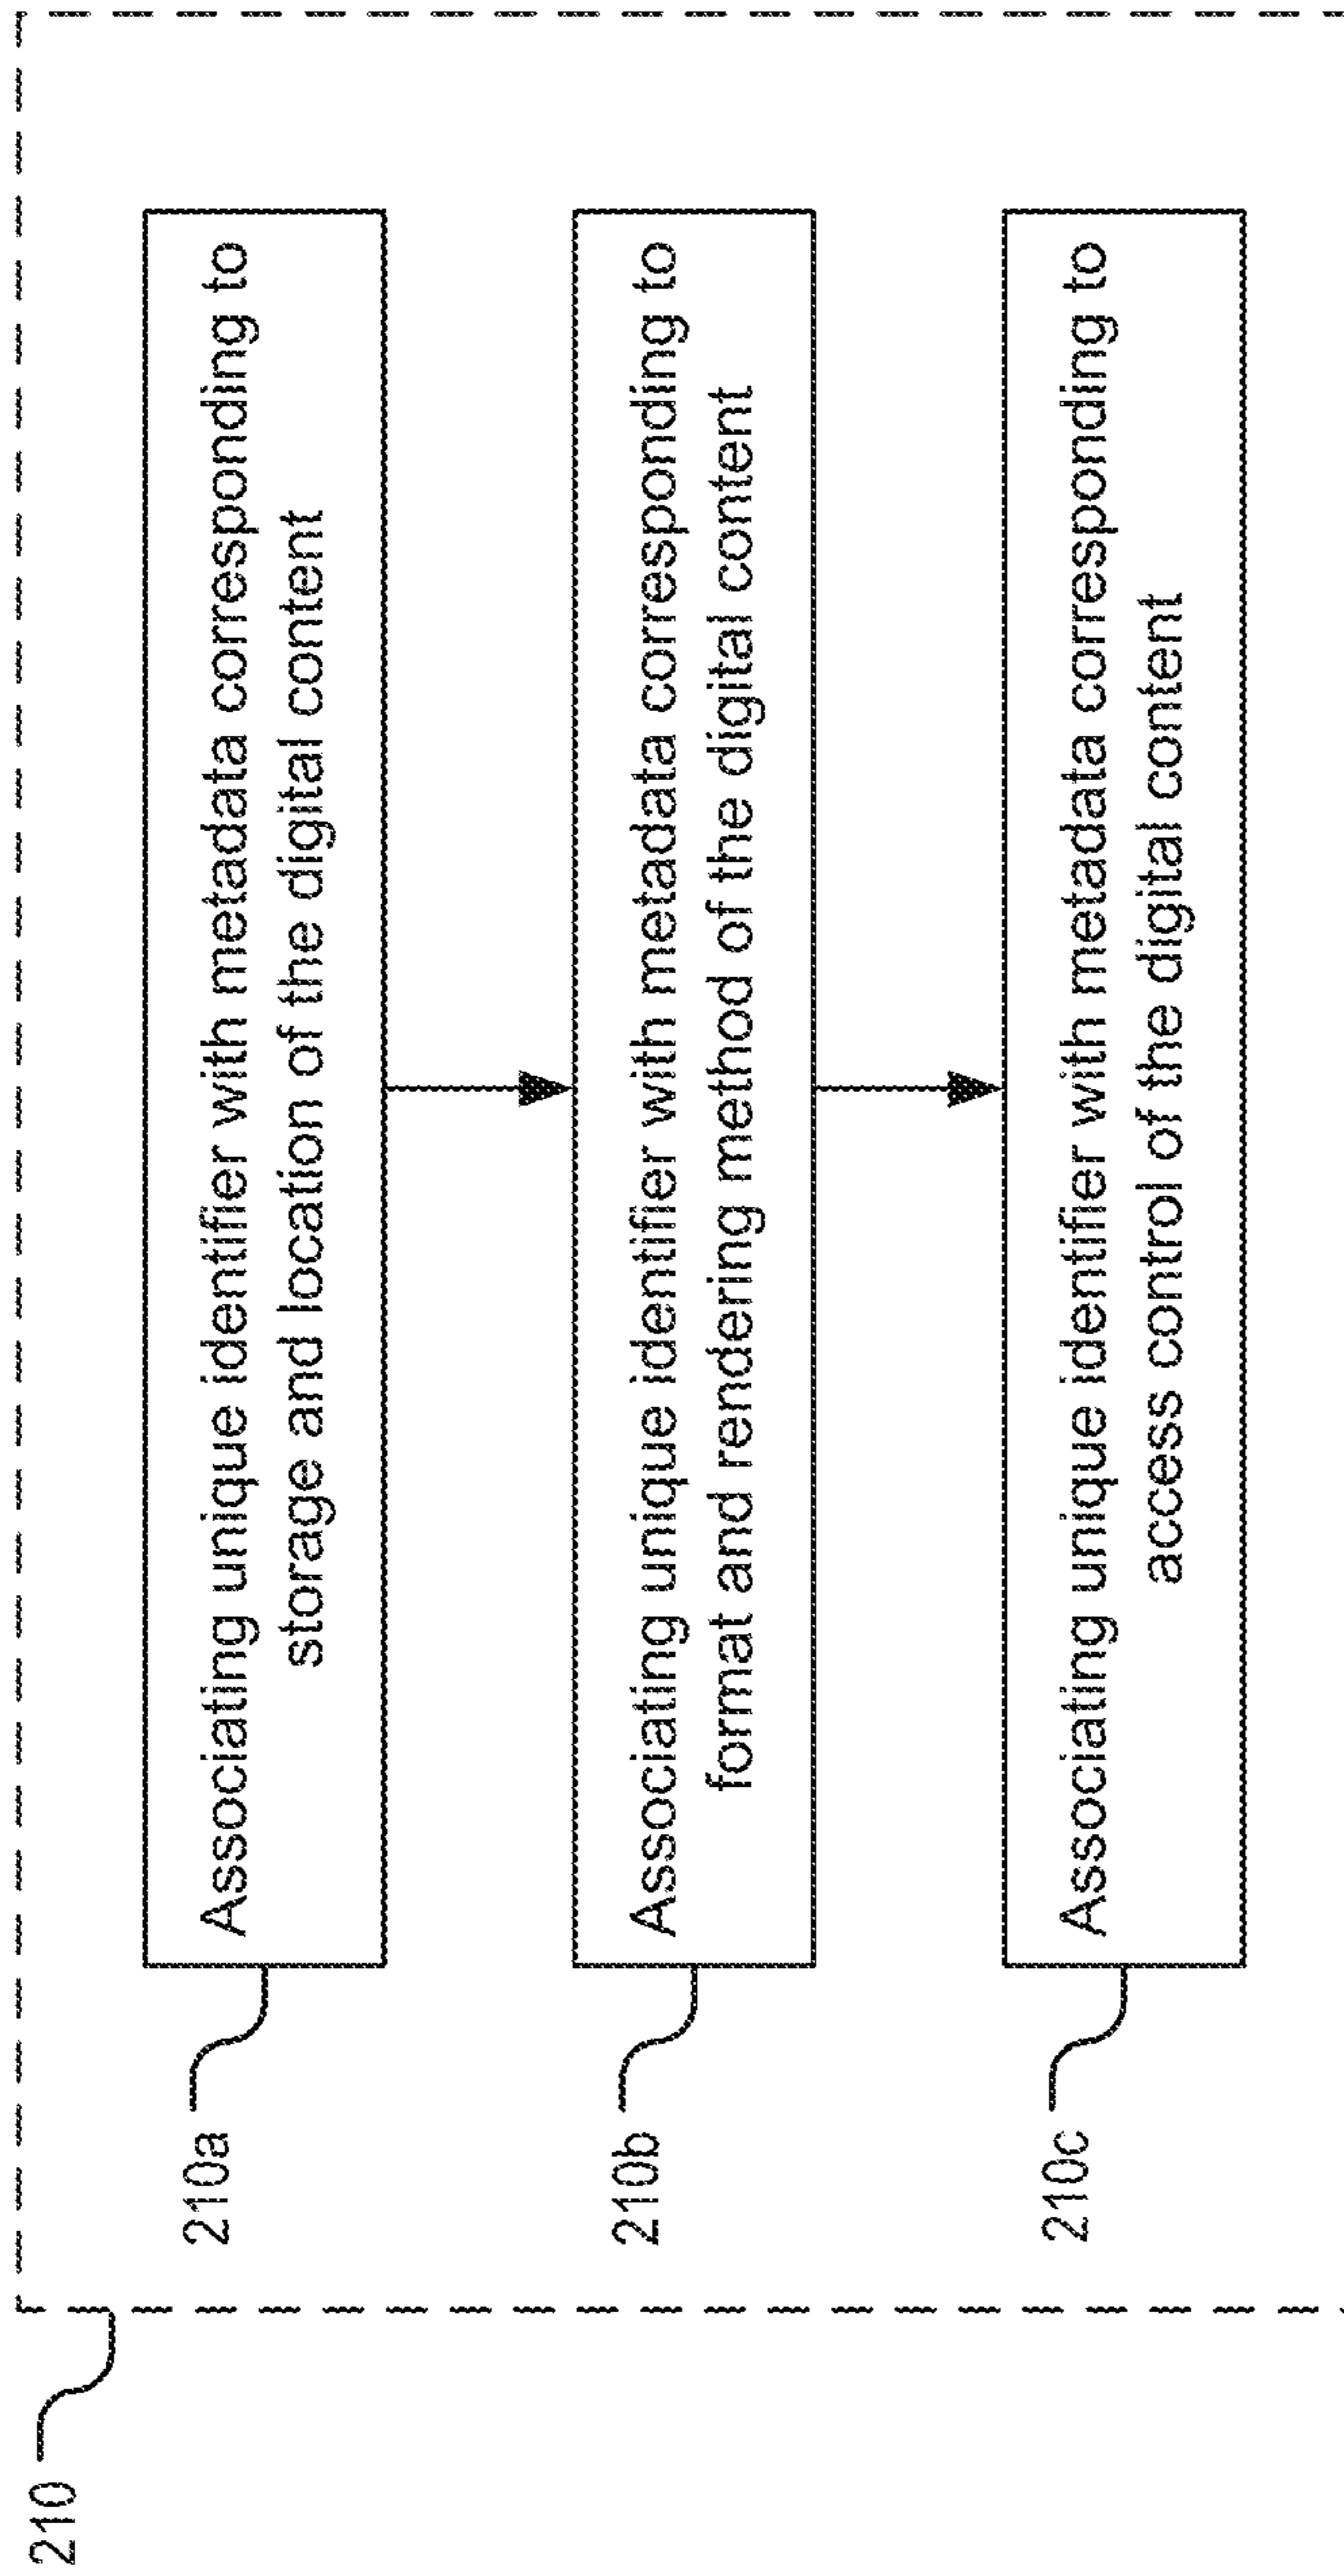 210
210a
Associating unique identifier with metadata corresponding to
storage and location of the digital content
210b
Associating unique identifier with metadata corresponding to
format and rendering method of the digital content
210c
Associating unique identifier with metadata corresponding to
access control of the digital content